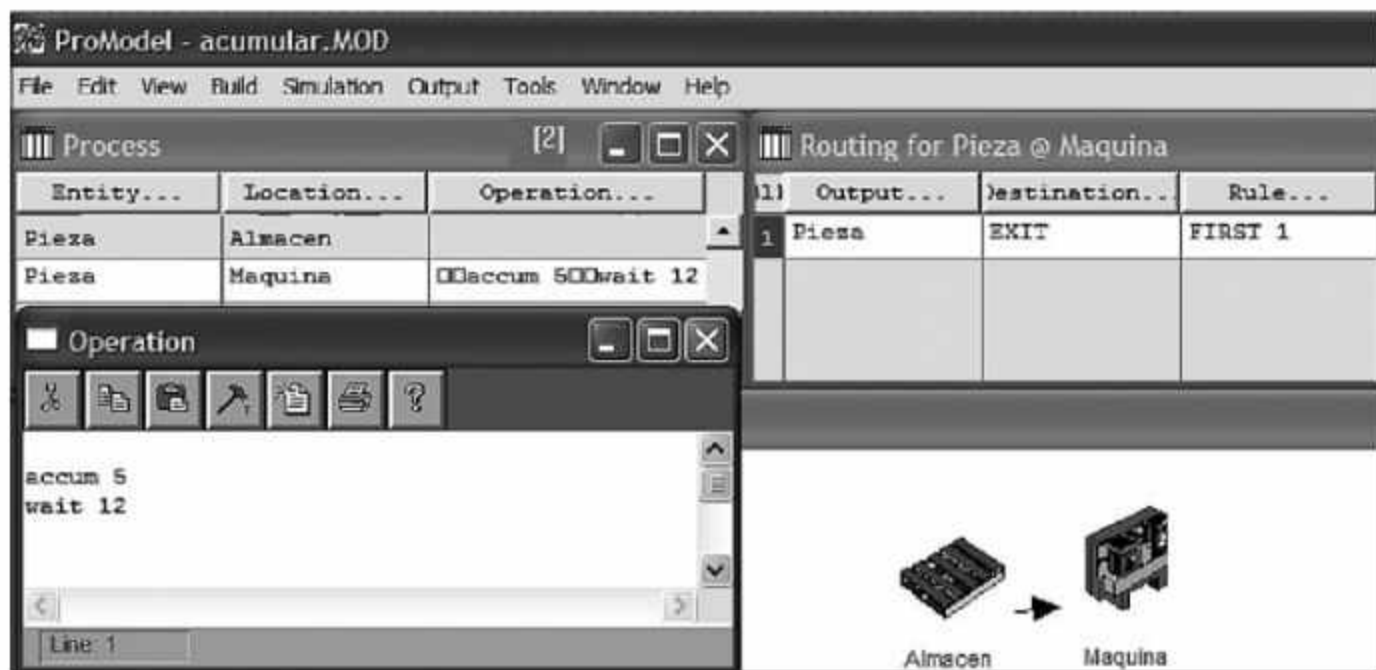 ProModel - acumular.MOD
File Edit View Build Simulation Output Tools Window Help
Process [2]
Entity... Location... Operation...
Pieza Almacen
Pieza Maquina □□accum 5□□wait 12
Routing for Pieza @ Maquina
Output... Destination... Rule...
1 Pieza EXIT FIRST 1
Operation
accum 5
wait 12
Line: 1
Almacen Maquina